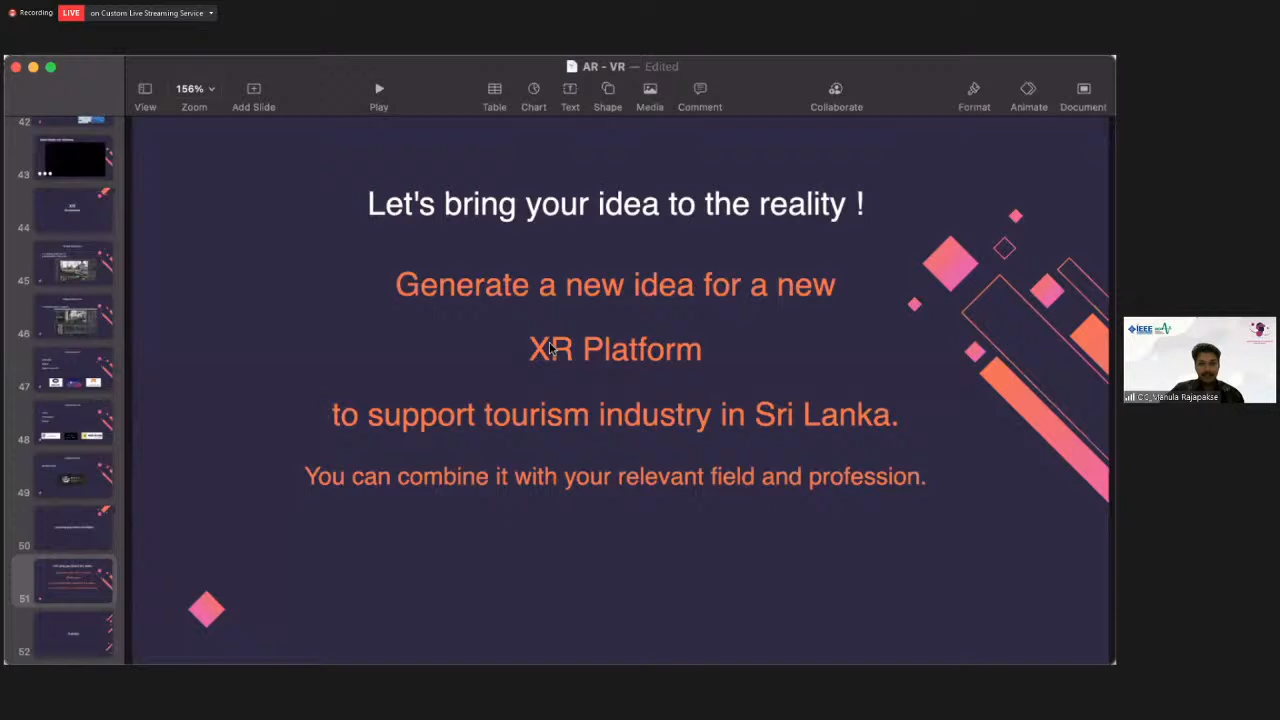 Recording
LIVE
on Custom Live Streaming Service
AR - VR — Edited
156%
View
Zoom
Add Slide
Play
Table
Chart
Text
Shape
Media
Comment
Collaborate
Format
Animate
Document
42
43
44
45
46
47
48
49
50
51
52
Let's bring your idea to the reality !
Generate a new idea for a new
XR Platform
to support tourism industry in Sri Lanka.
You can combine it with your relevant field and profession.
IEEE
OC_Manula Rajapakse